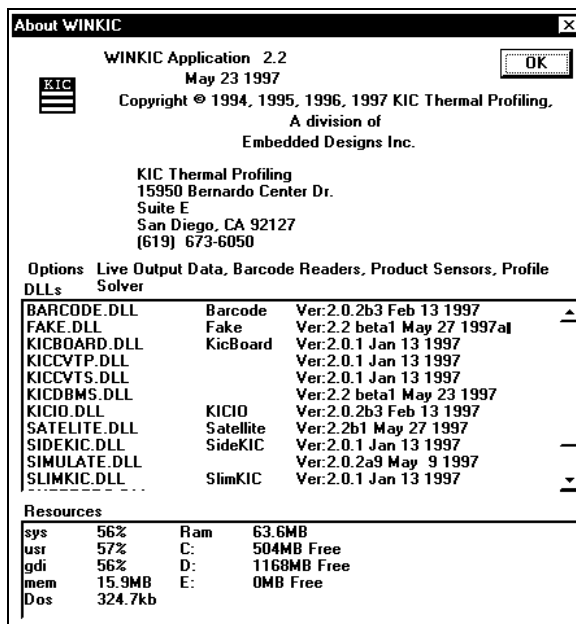 About WINKIC
WINKIC Application 2.2
OK
May 23 1997
KIC
Copyright © 1994, 1995, 1996, 1997 KIC Thermal Profiling,
A division of
Embedded Designs Inc.
KIC Thermal Profiling
15950 Bernardo Center Dr.
Suite E
San Diego, CA 92127
(619) 673-6050
Options Live Output Data, Barcode Readers, Product Sensors, Profile
DLLs Solver
BARCODE.DLL Barcode Ver:2.0.2b3 Feb 13 1997
FAKE.DLL Fake Ver:2.2 beta1 May 27 1997a
KICBOARD.DLL KicBoard Ver:2.0.1 Jan 13 1997
KICCVTP.DLL Ver:2.0.1 Jan 13 1997
KICCVTS.DLL Ver:2.0.1 Jan 13 1997
KICDBMS.DLL Ver:2.2 beta1 May 23 1997
KICIO.DLL KICIO Ver:2.0.2b3 Feb 13 1997
SATELITE.DLL Satellite Ver:2.2b1 May 27 1997
SIDEKIC.DLL SideKIC Ver:2.0.1 Jan 13 1997
SIMULATE.DLL Ver:2.0.2a9 May 9 1997
SLIMKIC.DLL SlimKIC Ver:2.0.1 Jan 13 1997
Resources
sys 56% Ram 63.6MB
usr 57% C: 504MB Free
gdi 56% D: 1168MB Free
mem 15.9MB E: 0MB Free
Dos 324.7kb